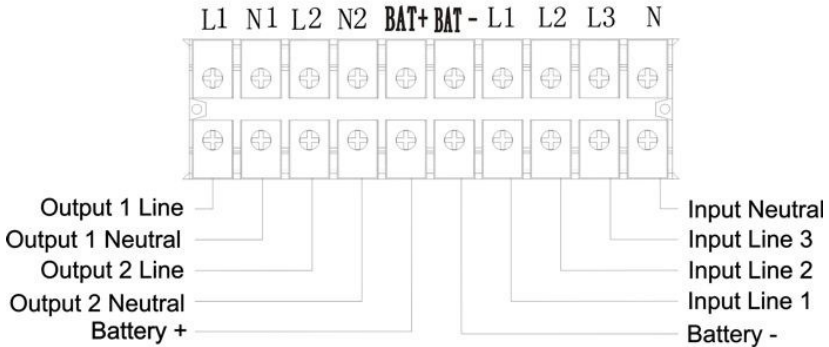 L1 N1 L2 N2 BAT+ BAT - L1 L2 L3 N
Output 1 Line
Output 1 Neutral
Output 2 Line
Output 2 Neutral
Battery +
Input Neutral
Input Line 3
Input Line 2
Input Line 1
Battery -